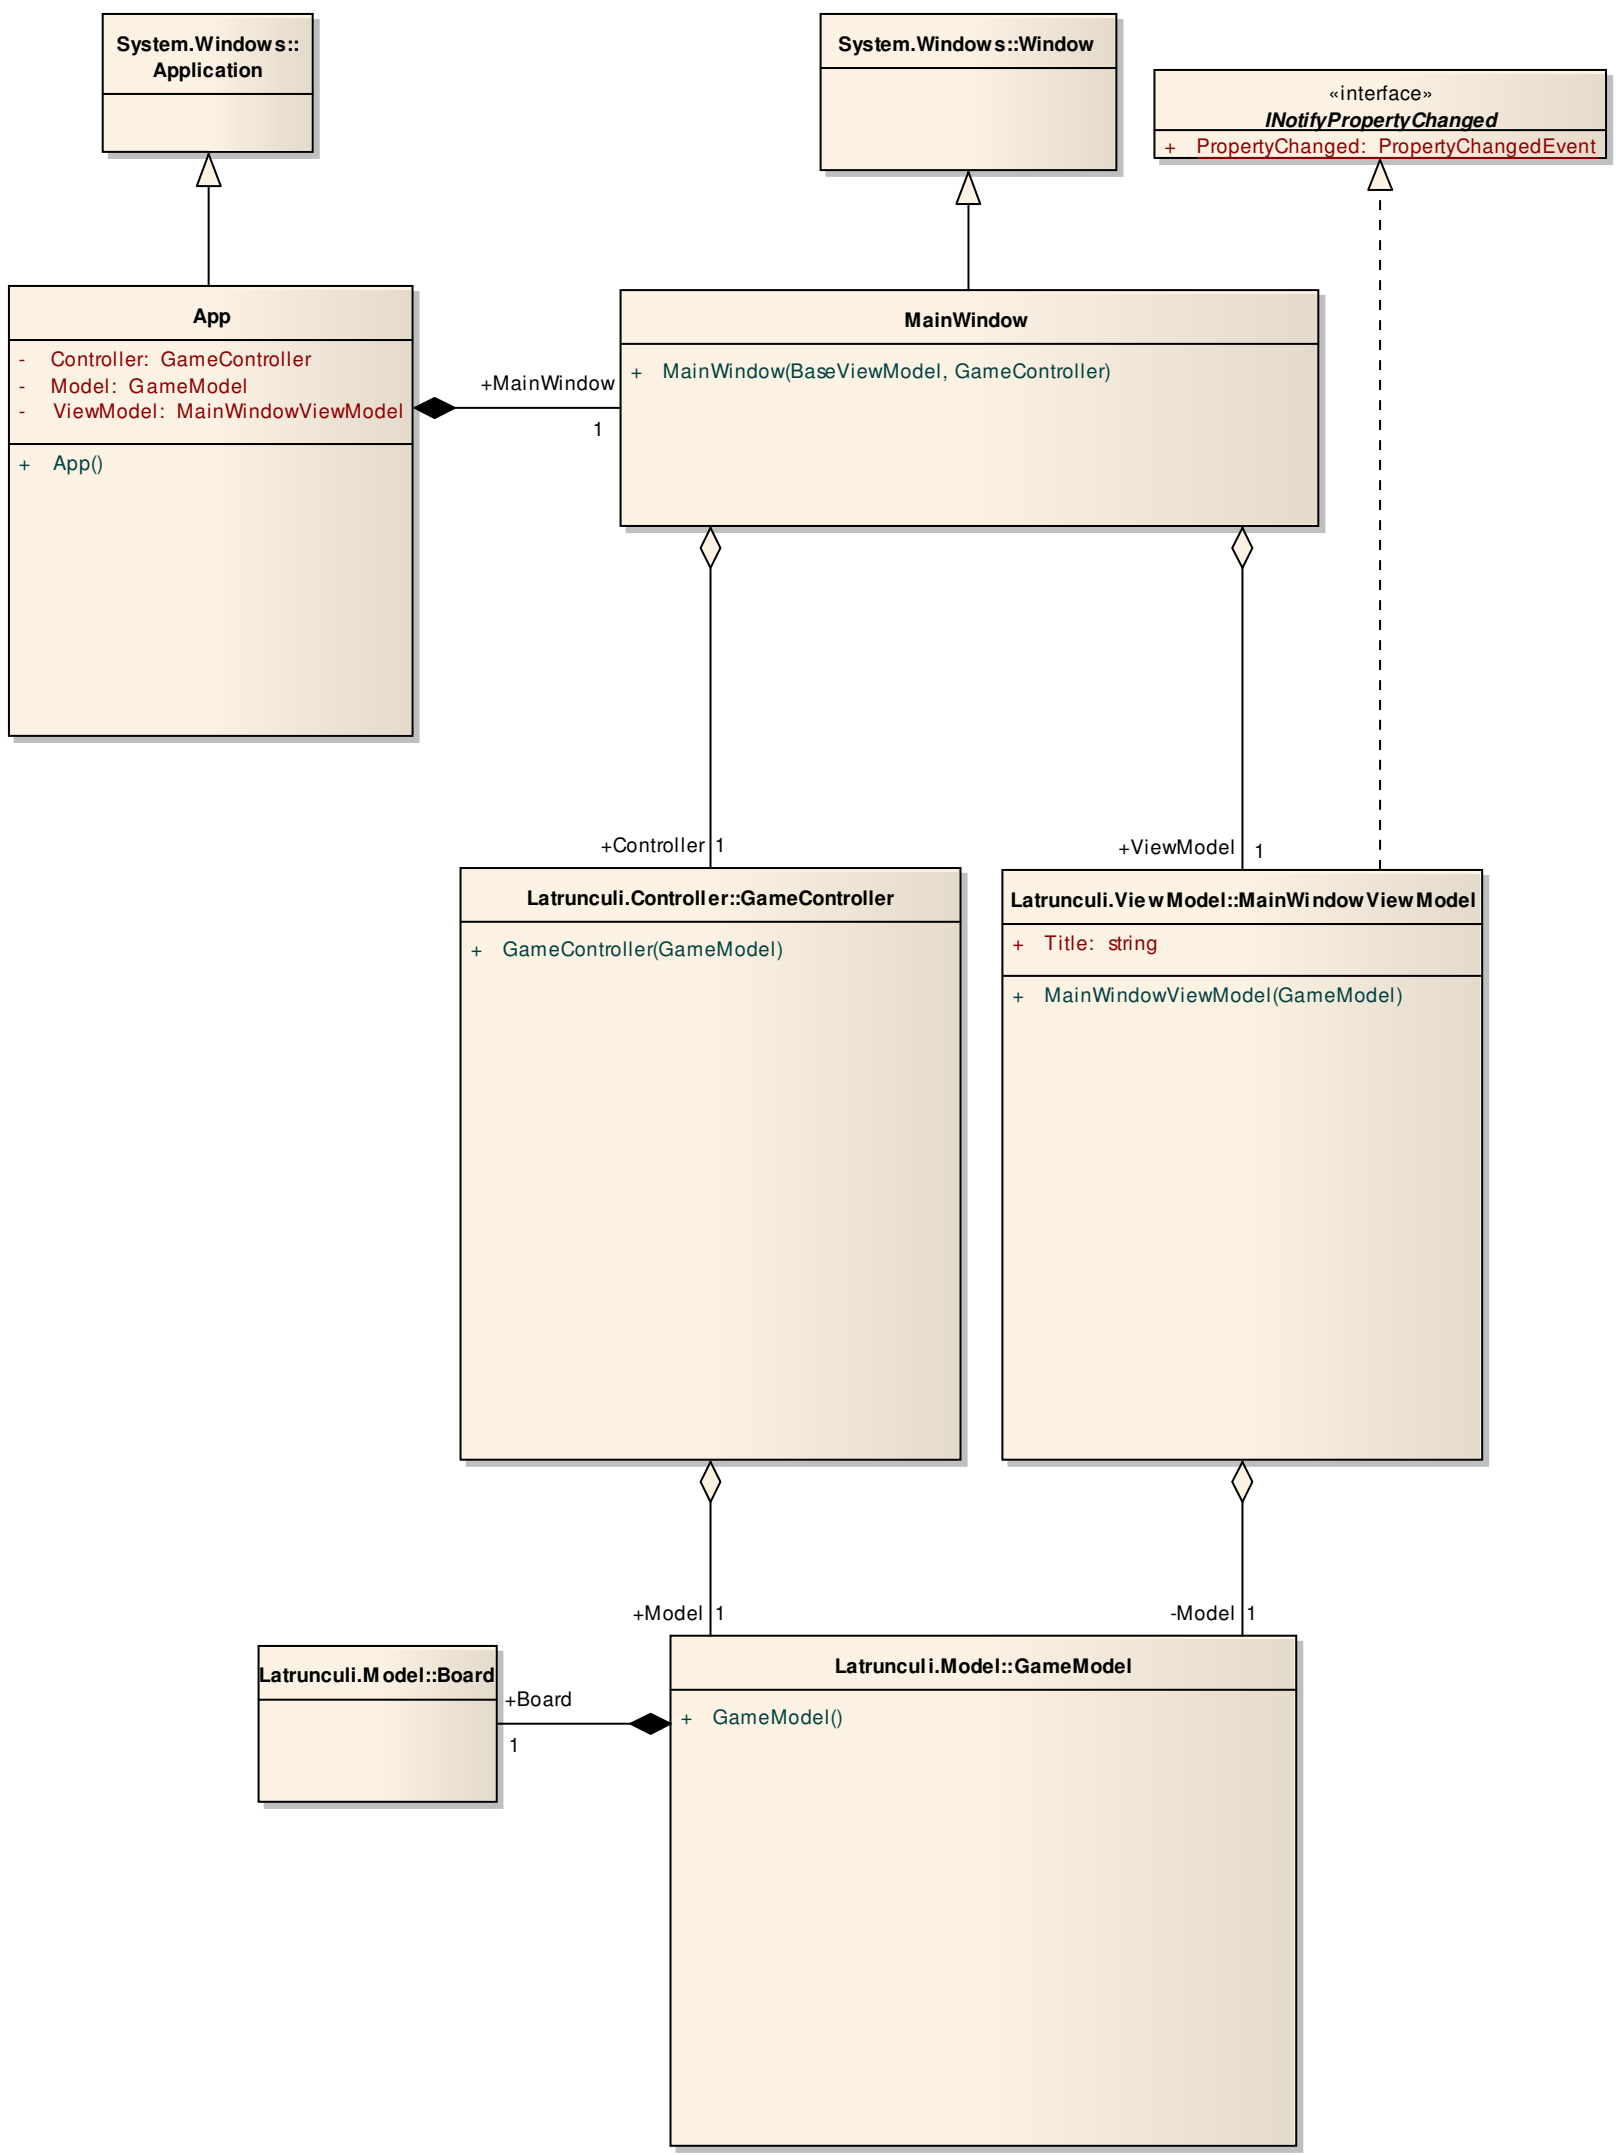 System.Windows::
Application
System.Windows::Window
«interface»
INotifyPropertyChanged
+ PropertyChanged: PropertyChangedEvent
App
- Controller: GameController
- Model: GameModel
- ViewModel: MainWindowViewModel
+ App()
+MainWindow
1
MainWindow
+ MainWindow(BaseViewModel, GameController)
+Controller 1
+ViewModel 1
Latrunculi.Controller::GameController
+ GameController(GameModel)
Latrunculi.ViewModel::MainWindowViewModel
+ Title: string
+ MainWindowViewModel(GameModel)
+Model 1
-Model 1
Latrunculi.Model::Board
+Board
1
Latrunculi.Model::GameModel
+ GameModel()